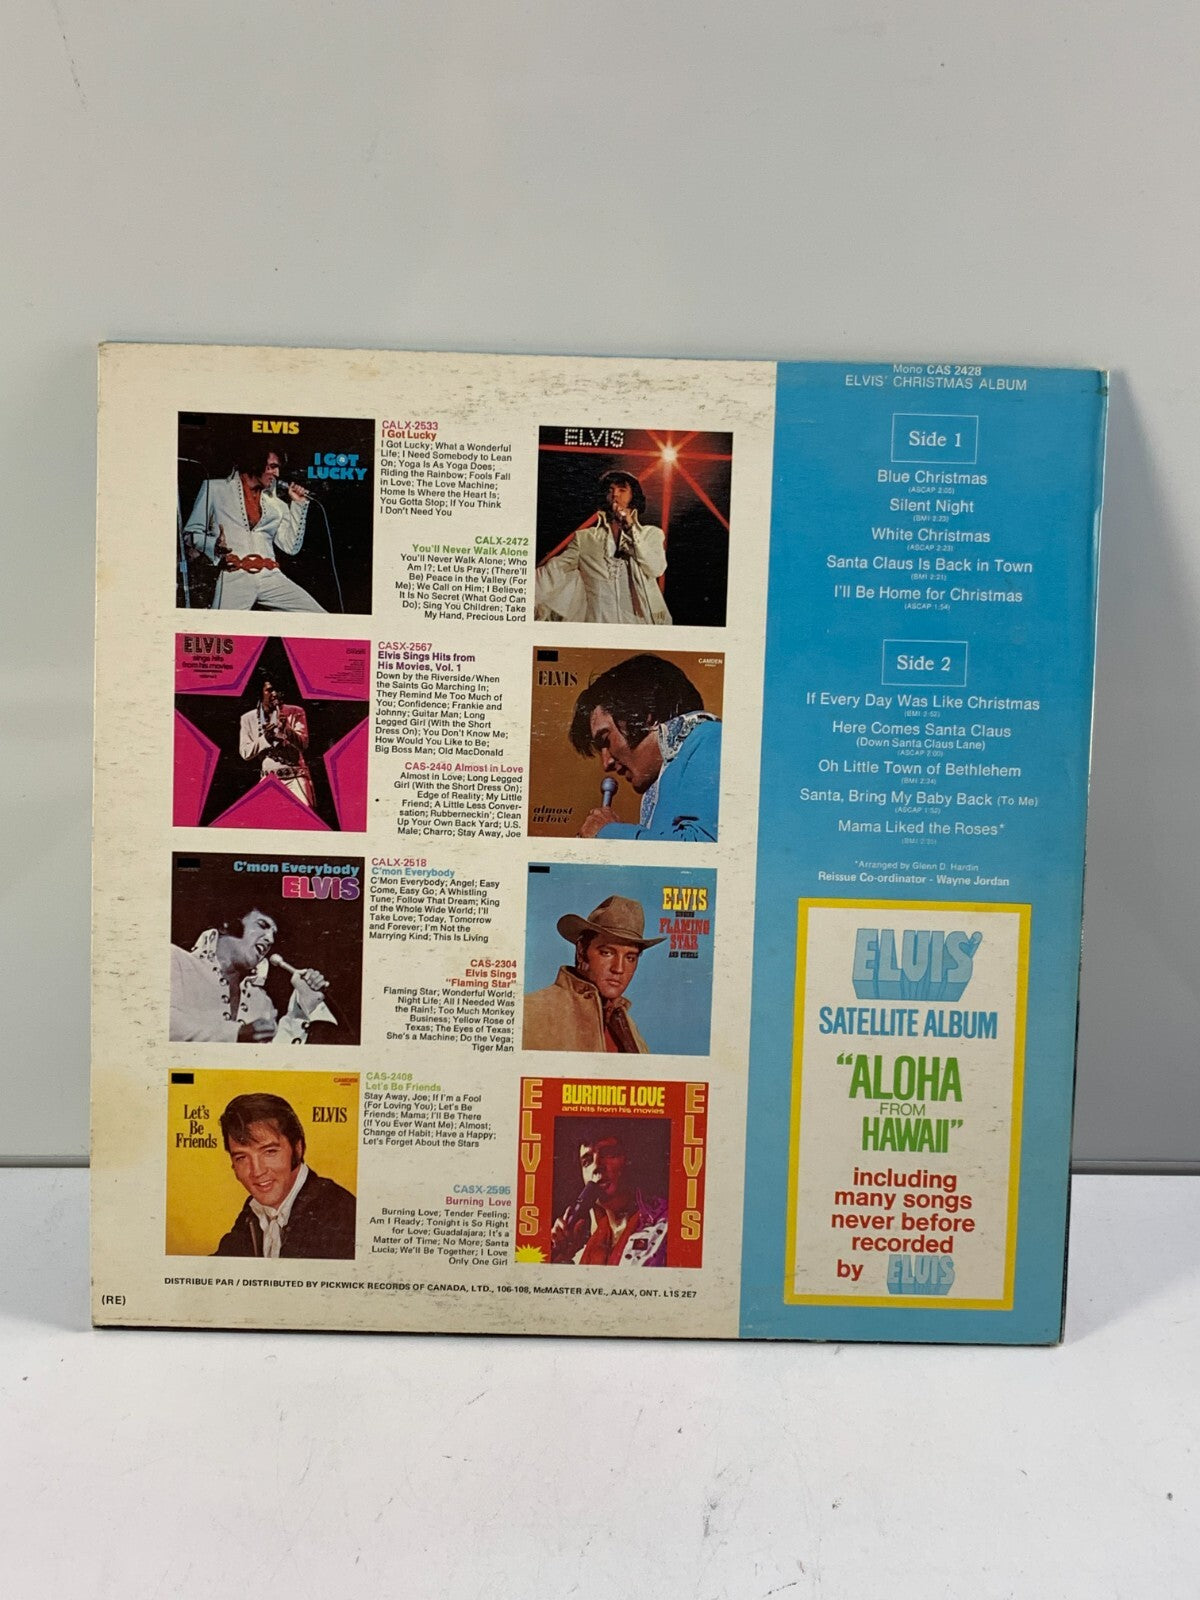 Mono CAS 2428
ELVIS' CHRISTMAS ALBUM
Side 1
Blue Christmas
(ASCAP 2:05)
Silent Night
(BMI 2:23)
White Christmas
(ASCAP 2:23)
Santa Claus Is Back in Town
(BMI 2:21)
I'll Be Home for Christmas
(ASCAP 1:54)
Side 2
If Every Day Was Like Christmas
(BMI 2:52)
Here Comes Santa Claus
(Down Santa Claus Lane)
(ASCAP 2:00)
Oh Little Town of Bethlehem
(BMI 2:34)
Santa, Bring My Baby Back (To Me)
(ASCAP 1:52)
Mama Liked the Roses*
*Arranged by Glenn D. Hardin
Reissue Co-ordinator - Wayne Jordan
ELVIS'
SATELLITE ALBUM
"ALOHA
FROM
HAWAII"
including
many songs
never before
recorded
by ELVIS
ELVIS
I GOT
LUCKY
CALX-2533
I Got Lucky
I Got Lucky; What a Wonderful
Life; I Need Somebody to Lean
On; Yoga Is As Yoga Does;
Riding the Rainbow; Fools Fall
in Love; The Love Machine;
Home Is Where the Heart Is;
You Gotta Stop; If You Think
I Don't Need You
ELVIS
CALX-2472
You'll Never Walk Alone
You'll Never Walk Alone; Who
Am I?; Let Us Pray; (There'll
Be) Peace in the Valley (For
Me); We Call on Him; I Believe;
It Is No Secret (What God Can
Do); Sing You Children; Take
My Hand, Precious Lord
ELVIS
sings hits
from his movies
CASX-2567
Elvis Sings Hits from
His Movies, Vol. 1
Down by the Riverside/When
the Saints Go Marching In;
They Remind Me Too Much of
You; Confidence; Frankie and
Johnny; Guitar Man; Long
Legged Girl (With the Short
Dress On); You Don't Know Me;
How Would You Like to Be;
Big Boss Man; Old MacDonald
CAMDEN
ELVIS
almost
in love
CAS-2440 Almost in Love
Almost in Love; Long Legged
Girl (With the Short Dress On);
Edge of Reality; My Little
Friend; A Little Less Conver-
sation; Rubberneckin'; Clean
Up Your Own Back Yard; U.S.
Male; Charro; Stay Away, Joe
C'mon Everybody
ELVIS
CALX-2518
C'mon Everybody
C'Mon Everybody; Angel; Easy
Come, Easy Go; A Whistling
Tune; Follow That Dream; King
of the Whole Wide World; I'll
Take Love; Today, Tomorrow
and Forever; I'm Not the
Marrying Kind; This Is Living
ELVIS
SINGING
FLAMING
STAR
AND OTHERS
CAS-2304
Elvis Sings
"Flaming Star"
Flaming Star; Wonderful World;
Night Life; All I Needed Was
the Rain!; Too Much Monkey
Business; Yellow Rose of
Texas; The Eyes of Texas;
She's a Machine; Do the Vega;
Tiger Man
CAMDEN
Let's
Be
Friends
ELVIS
CAS-2408
Let's Be Friends
Stay Away, Joe; If I'm a Fool
(For Loving You); Let's Be
Friends; Mama; I'll Be There
(If You Ever Want Me); Almost;
Change of Habit; Have a Happy;
Let's Forget About the Stars
ELVIS
BURNING LOVE
and hits from his movies
ELVIS
CASX-2595
Burning Love
Burning Love; Tender Feeling;
Am I Ready; Tonight is So Right
for Love; Guadalajara; It's a
Matter of Time; No More; Santa
Lucia; We'll Be Together; I Love
Only One Girl
DISTRIBUE PAR / DISTRIBUTED BY PICKWICK RECORDS OF CANADA, LTD., 106-108, McMASTER AVE., AJAX, ONT. L1S 2E7
(RE)